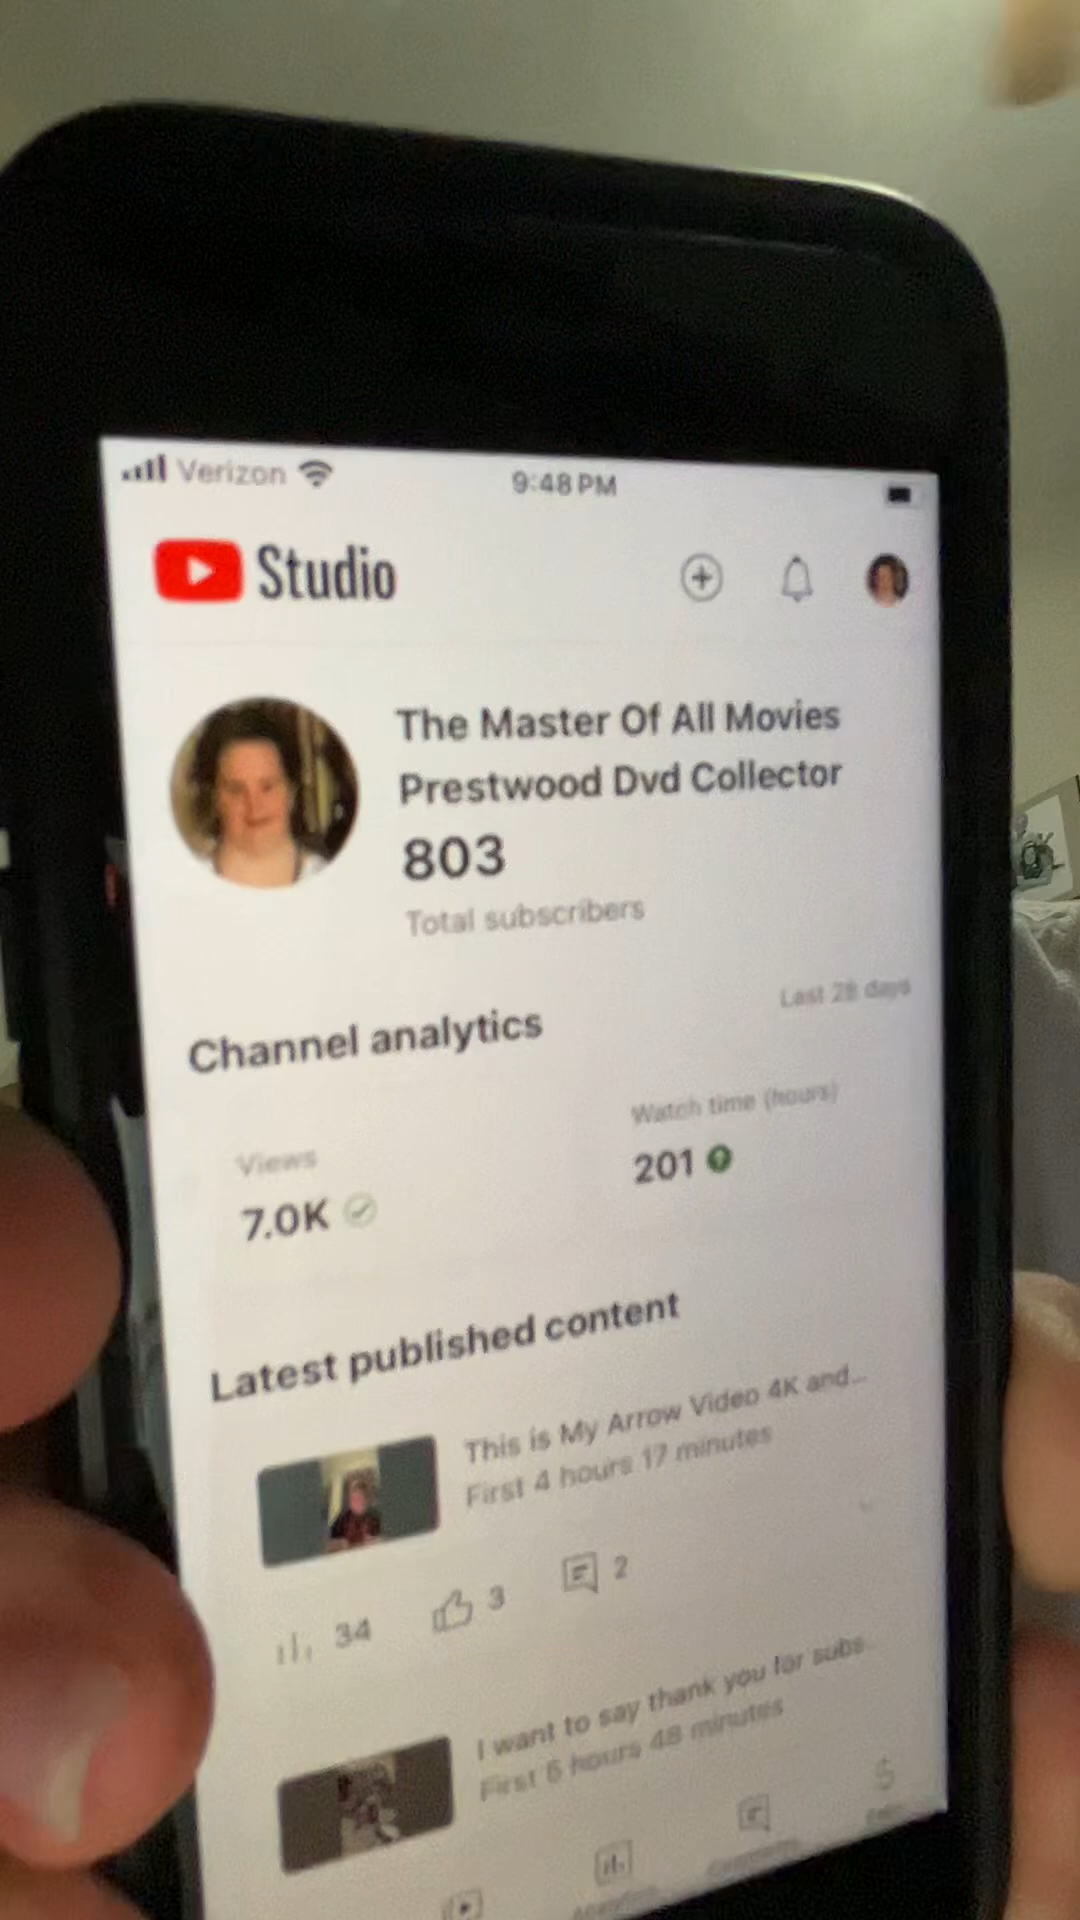 Verizon 9:48 PM
Studio
The Master Of All Movies
Prestwood Dvd Collector
803
Total subscribers
Channel analytics
Last 28 days
Views
7.0K
Watch time (hours)
201
Latest published content
This is My Arrow Video 4K and...
First 4 hours 17 minutes
34 3 2
I want to say thank you for subs...
First 6 hours 48 minutes
Analytics